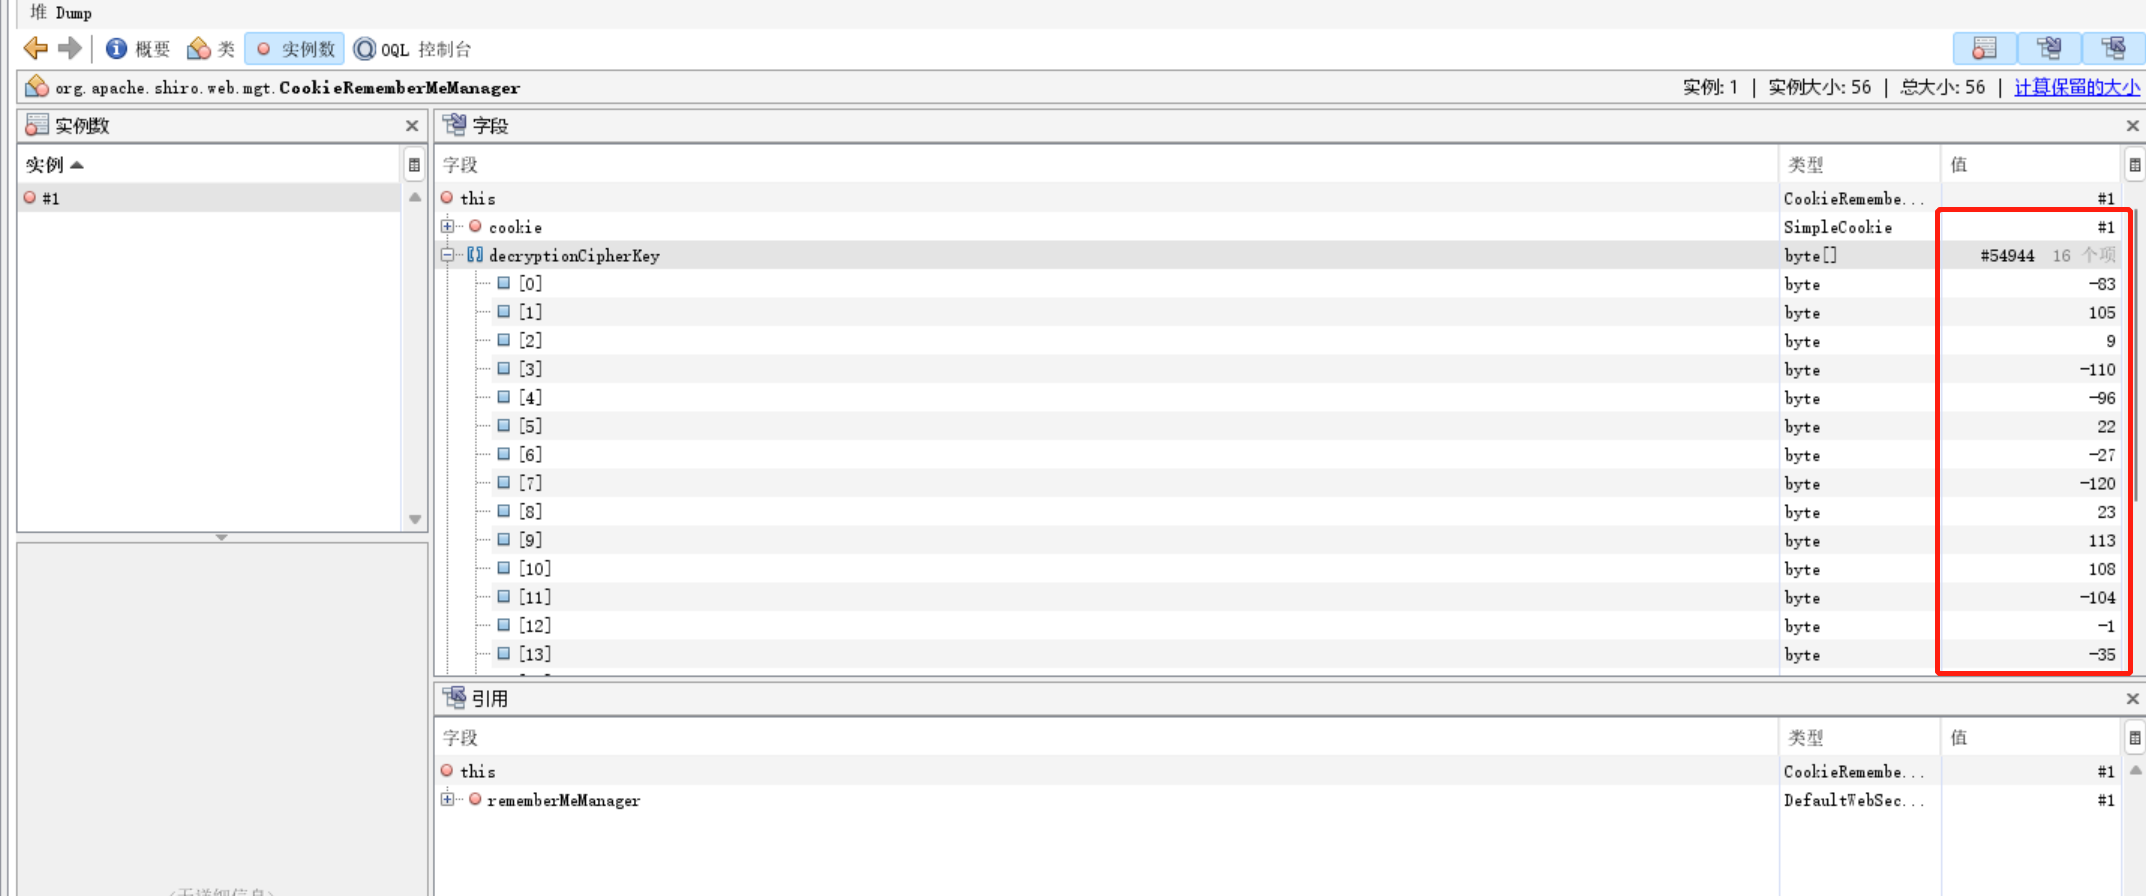 堆 Dump
概要 类 实例数 OQL 控制台
org.apache.shiro.web.mgt.CookieRememberMeManager 实例: 1 | 实例大小: 56 | 总大小: 56 | 计算保留的大小
实例数
实例
#1
字段
字段 类型 值
this CookieRemembe... #1
cookie SimpleCookie #1
decryptionCipherKey byte[] #54944 16 个项
[0] byte -83
[1] byte 105
[2] byte 9
[3] byte -110
[4] byte -96
[5] byte 22
[6] byte -27
[7] byte -120
[8] byte 23
[9] byte 113
[10] byte 108
[11] byte -104
[12] byte -1
[13] byte -35
引用
字段 类型 值
this CookieRemembe... #1
rememberMeManager DefaultWebSec... #1
<无详细信息>